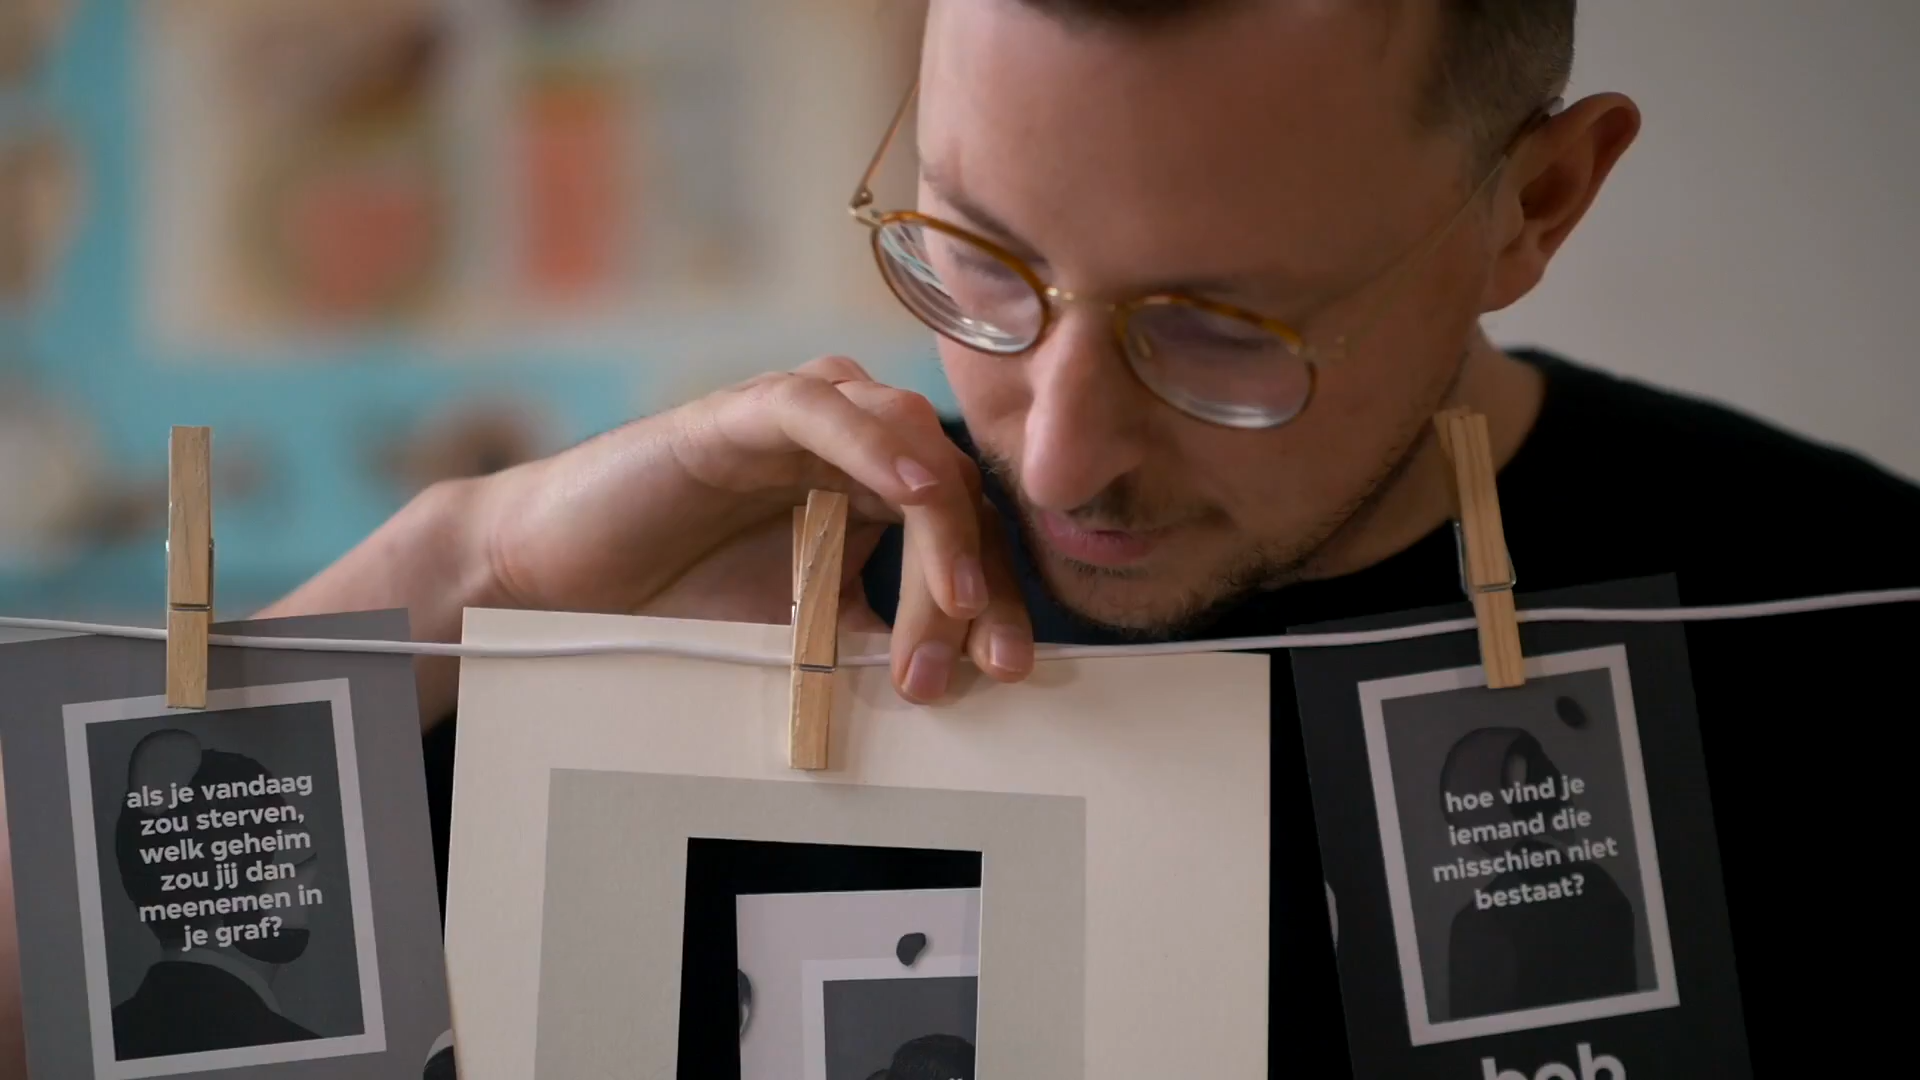 als je vandaag
zou sterven,
welk geheim
zou jij dan
meenemen in
je graf?
hoe vind je
iemand die
misschien niet
bestaat?
bob